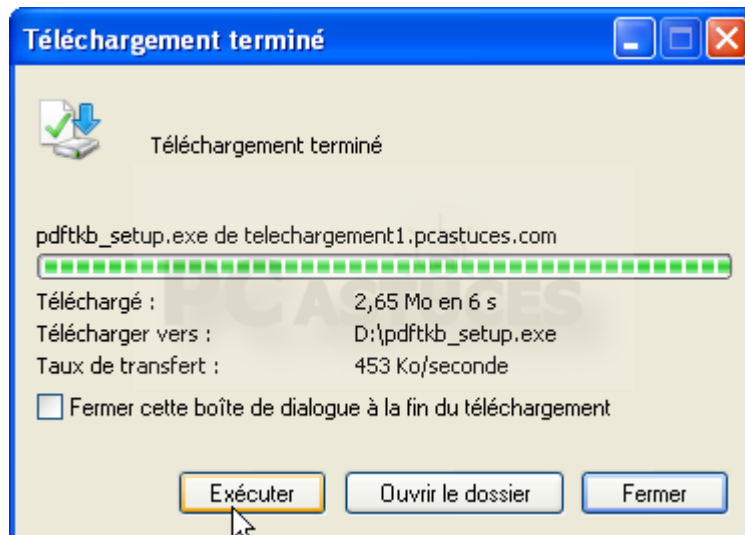 Téléchargement terminé
Téléchargement terminé
pdftkb_setup.exe de telechargement1.pcastuces.com
PC ASTUCES
Téléchargé : 2,65 Mo en 6 s
Télécharger vers : D:\pdftkb_setup.exe
Taux de transfert : 453 Ko/seconde
Fermer cette boîte de dialogue à la fin du téléchargement
Exécuter Ouvrir le dossier Fermer